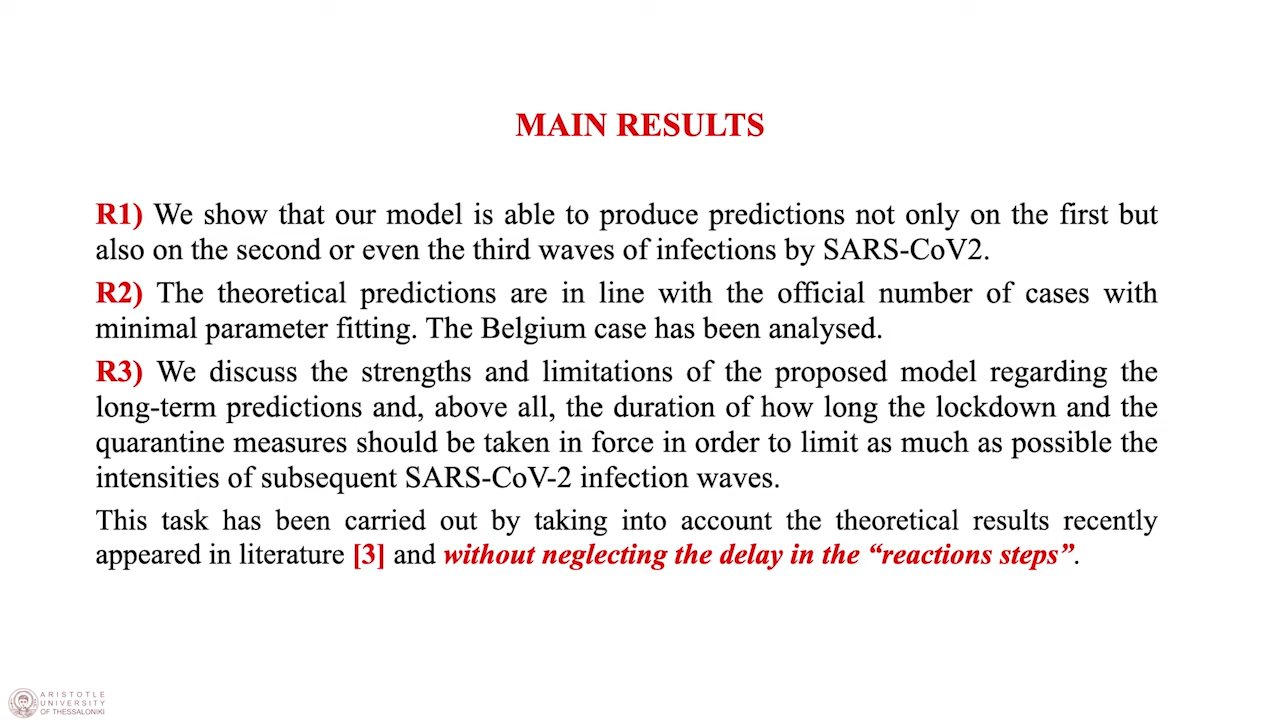 MAIN RESULTS
R1) We show that our model is able to produce predictions not only on the first but
also on the second or even the third waves of infections by SARS-CoV2.
R2) The theoretical predictions are in line with the official number of cases with
minimal parameter fitting. The Belgium case has been analysed.
R3) We discuss the strengths and limitations of the proposed model regarding the
long-term predictions and, above all, the duration of how long the lockdown and the
quarantine measures should be taken in force in order to limit as much as possible the
intensities of subsequent SARS-CoV-2 infection waves.
This task has been carried out by taking into account the theoretical results recently
appeared in literature [3] and without neglecting the delay in the “reactions steps”.
ARISTOTLE
UNIVERSITY
OF THESSALONIKI